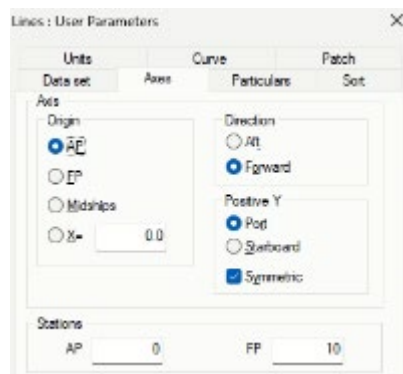 Lines : User Parameters
Units Curve Patch
Data set Axes Particulars Sort
Axis
Origin
AP
FP
Midships
X= 0.0
Direction
Aft
Forward
Positive Y
Port
Starboard
Symmetric
Stations
AP 0 FP 10